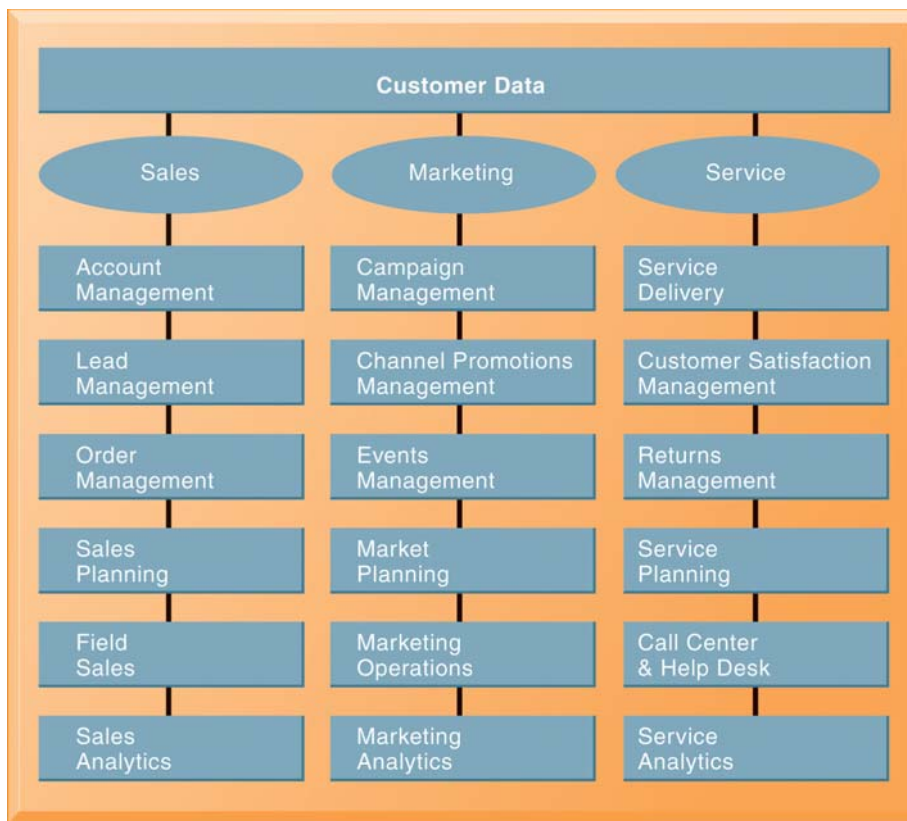 Customer Data
Sales
Marketing
Service
Account
Management
Campaign
Management
Service
Delivery
Lead
Management
Channel Promotions
Management
Customer Satisfaction
Management
Order
Management
Events
Management
Returns
Management
Sales
Planning
Market
Planning
Service
Planning
Field
Sales
Marketing
Operations
Call Center
& Help Desk
Sales
Analytics
Marketing
Analytics
Service
Analytics